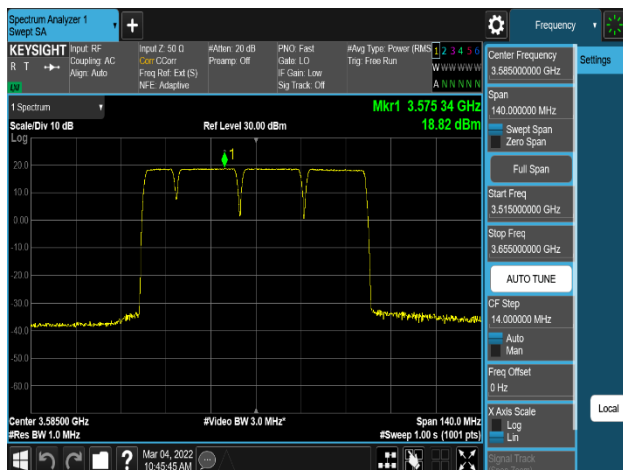 Spectrum Analyzer 1
Swept SA
Frequency
KEYSIGHT
R T
LXI
Input: RF
Coupling: AC
Align: Auto
Input Z: 50 Ω
Corr CCorr
Freq Ref: Ext (S)
NFE: Adaptive
#Atten: 20 dB
Preamp: Off
PNO: Fast
Gate: LO
IF Gain: Low
Sig Track: Off
#Avg Type: Power (RMS
Trig: Free Run
1 2 3 4 5 6
W W W W W W
A N N N N N
1 Spectrum
Mkr1 3.575 34 GHz
Scale/Div 10 dB
Ref Level 30.00 dBm
18.82 dBm
Log
20.0
10.0
0.00
-10.0
-20.0
-30.0
-40.0
-50.0
-60.0
1
Center 3.58500 GHz
#Video BW 3.0 MHz*
Span 140.0 MHz
#Res BW 1.0 MHz
#Sweep 1.00 s (1001 pts)
Mar 04, 2022
10:45:45 AM
Center Frequency
3.585000000 GHz
Settings
Span
140.000000 MHz
Swept Span
Zero Span
Full Span
Start Freq
3.515000000 GHz
Stop Freq
3.655000000 GHz
AUTO TUNE
CF Step
14.000000 MHz
Auto
Man
Freq Offset
0 Hz
X Axis Scale
Log
Lin
Local
Signal Track